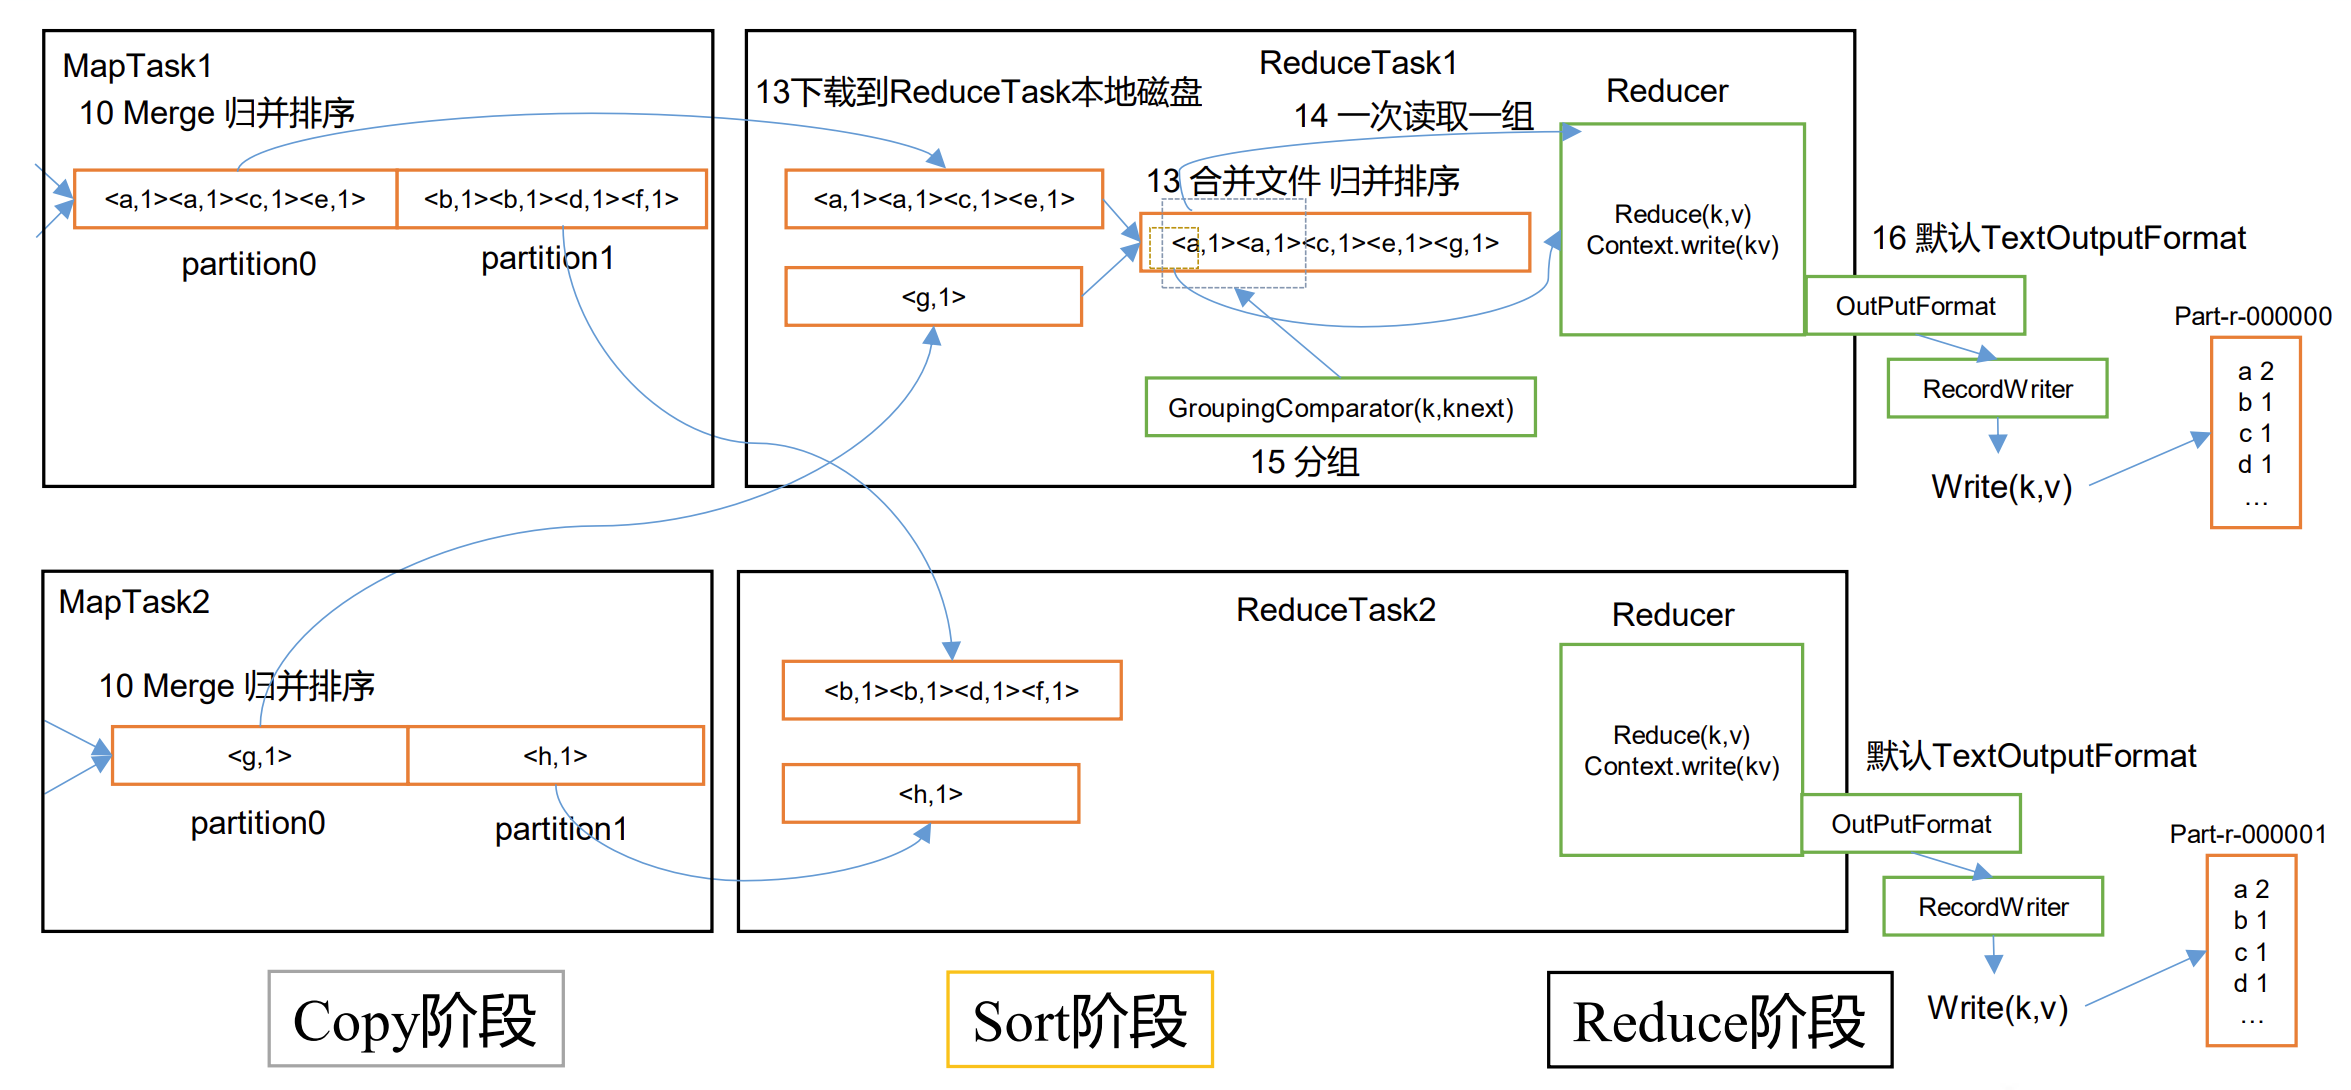 MapTask1
10 Merge 归并排序
<a,1><a,1><c,1><e,1>
<b,1><b,1><d,1><f,1>
partition0
partition1
ReduceTask1
13下载到ReduceTask本地磁盘
14 一次读取一组
Reducer
<a,1><a,1><c,1><e,1>
13 合并文件 归并排序
<a,1><a,1><c,1><e,1><g,1>
<g,1>
Reduce(k,v)
Context.write(kv)
GroupingComparator(k,knext)
15 分组
16 默认TextOutputFormat
OutPutFormat
RecordWriter
Write(k,v)
Part-r-000000
a 2
b 1
c 1
d 1
…
MapTask2
10 Merge 归并排序
<g,1>
<h,1>
partition0
partition1
ReduceTask2
Reducer
<b,1><b,1><d,1><f,1>
<h,1>
Reduce(k,v)
Context.write(kv)
默认TextOutputFormat
OutPutFormat
RecordWriter
Write(k,v)
Part-r-000001
a 2
b 1
c 1
d 1
…
Copy阶段
Sort阶段
Reduce阶段